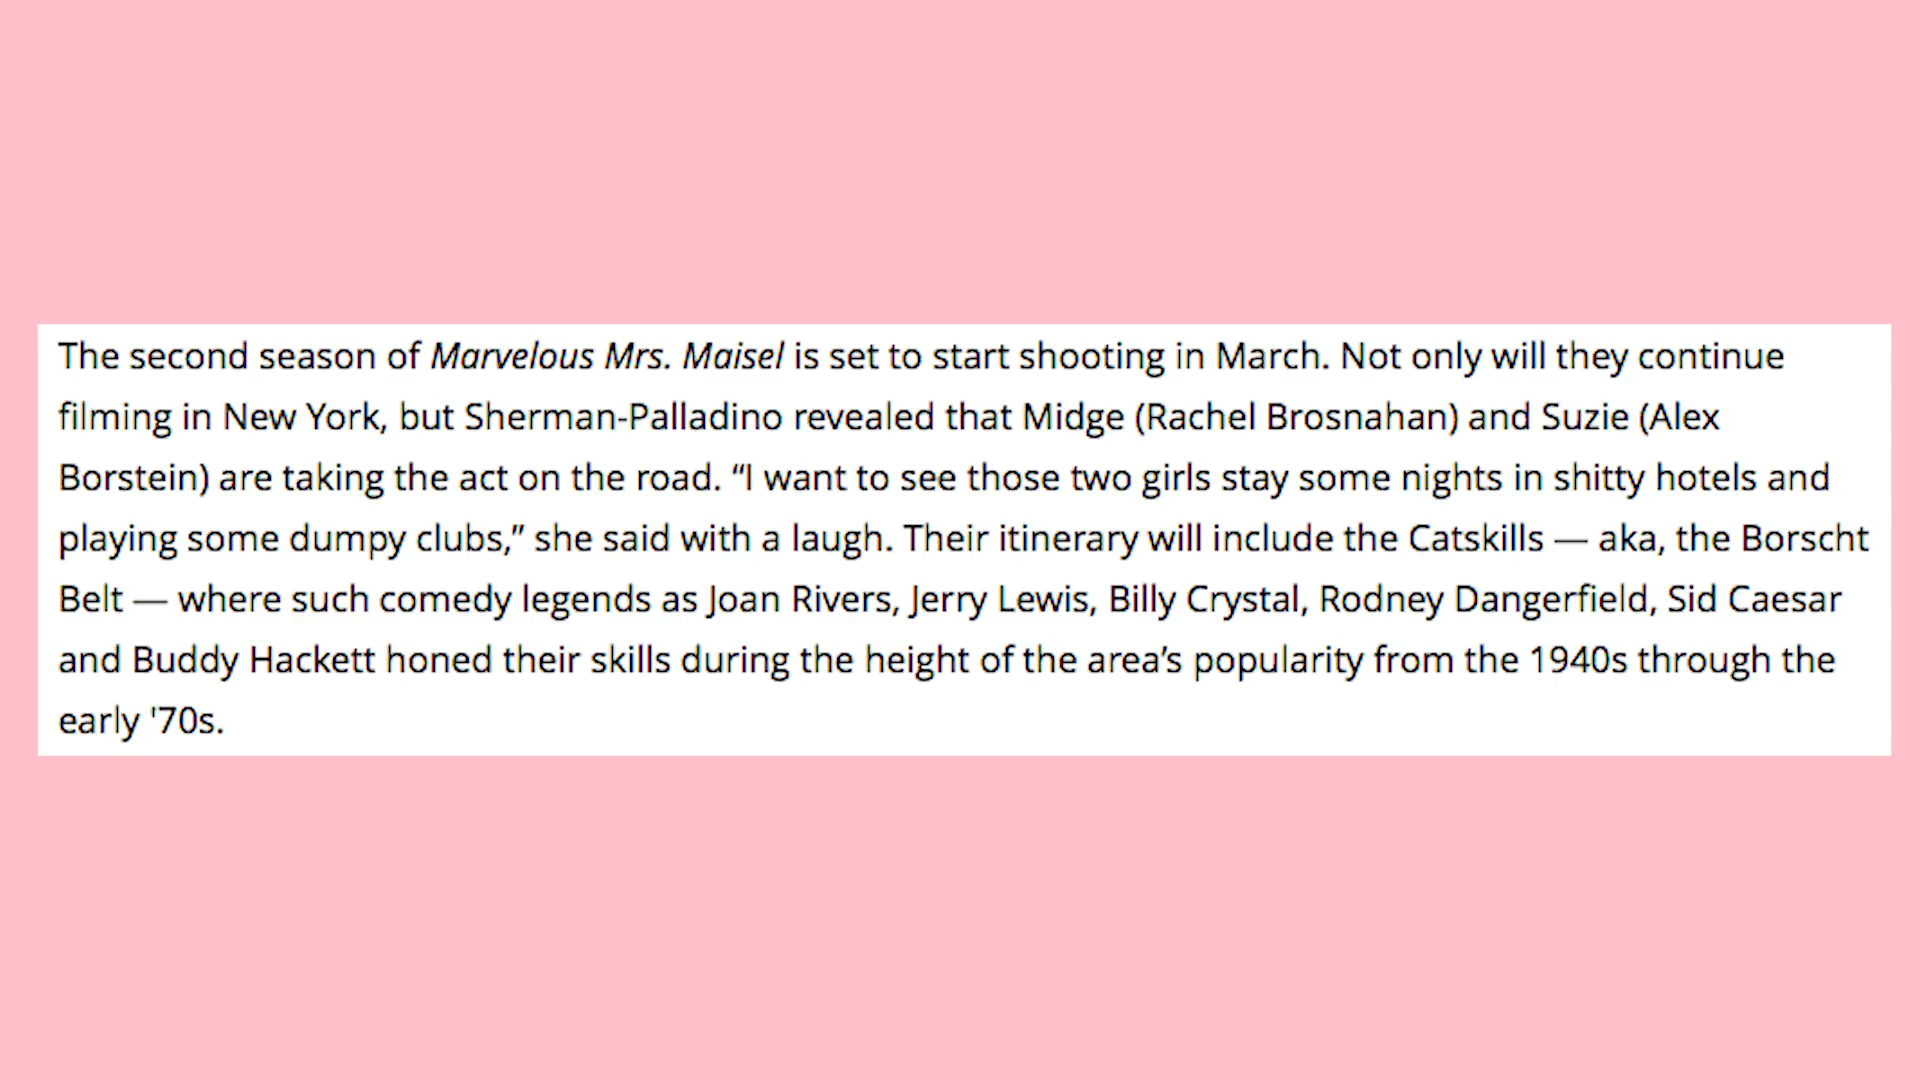 The second season of Marvelous Mrs. Maisel is set to start shooting in March. Not only will they continue
filming in New York, but Sherman-Palladino revealed that Midge (Rachel Brosnahan) and Suzie (Alex
Borstein) are taking the act on the road. “I want to see those two girls stay some nights in shitty hotels and
playing some dumpy clubs,” she said with a laugh. Their itinerary will include the Catskills — aka, the Borscht
Belt — where such comedy legends as Joan Rivers, Jerry Lewis, Billy Crystal, Rodney Dangerfield, Sid Caesar
and Buddy Hackett honed their skills during the height of the area’s popularity from the 1940s through the
early '70s.